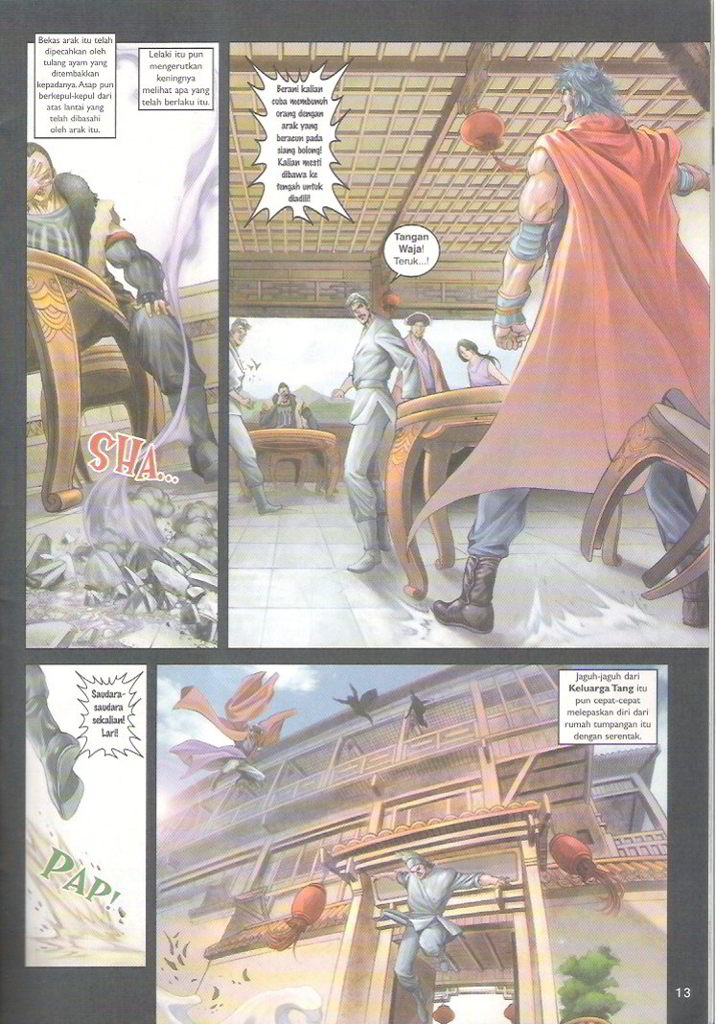 Bekas arak itu telah
dipecahkan oleh
tulang ayam yang
ditembakkan
kepadanya. Asap pun
berkepul-kepul dari
atas lantai yang
telah dibasahi
oleh arak itu.
Lelaki itu pun
mengerutkan
keningnya
melihat apa yang
telah berlaku itu.
SHA...
Berani kalian
cuba membunuh
orang dengan
arak yang
beracun pada
siang bolong!
Kalian mesti
dibawa ke
tengah untuk
diadili!
Tangan
Waja!
Teruk...!
Saudara-
saudara
sekalian!
Lari!
PAP!
Jaguh-jaguh dari
Keluarga Tang itu
pun cepat-cepat
melepaskan diri dari
rumah tumpangan itu
dengan serentak.
13